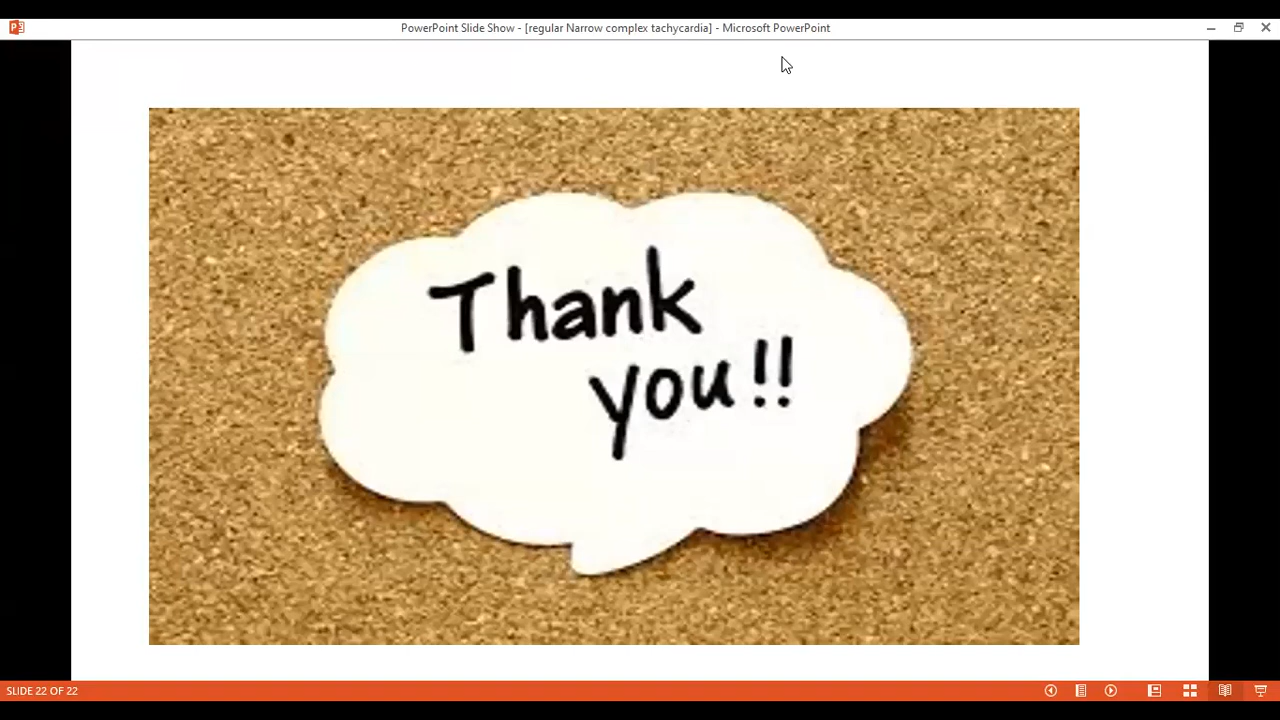 PowerPoint Slide Show - [regular Narrow complex tachycardia] - Microsoft PowerPoint
Thank
you!!
SLIDE 22 OF 22